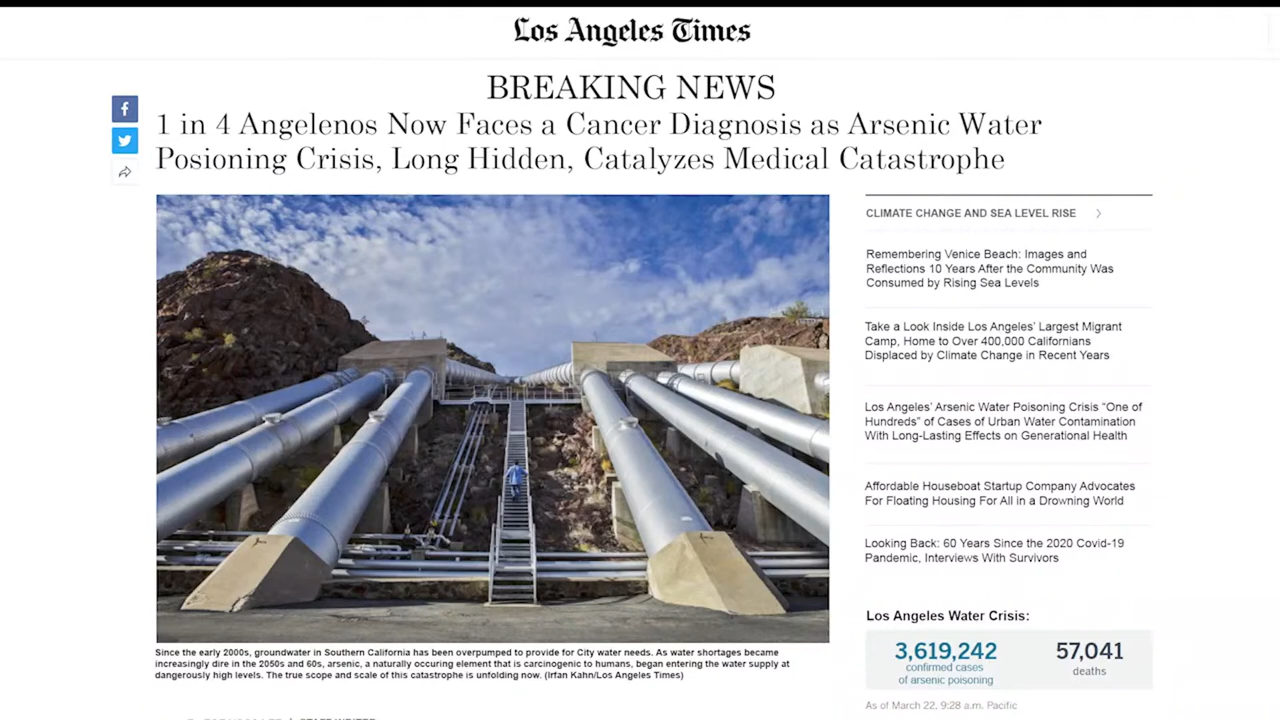 Los Angeles Times
BREAKING NEWS
1 in 4 Angelenos Now Faces a Cancer Diagnosis as Arsenic Water
Posioning Crisis, Long Hidden, Catalyzes Medical Catastrophe
CLIMATE CHANGE AND SEA LEVEL RISE
Remembering Venice Beach: Images and
Reflections 10 Years After the Community Was
Consumed by Rising Sea Levels
Take a Look Inside Los Angeles' Largest Migrant
Camp, Home to Over 400,000 Californians
Displaced by Climate Change in Recent Years
Los Angeles' Arsenic Water Poisoning Crisis "One of
Hundreds" of Cases of Urban Water Contamination
With Long-Lasting Effects on Generational Health
Affordable Houseboat Startup Company Advocates
For Floating Housing For All in a Drowning World
Looking Back: 60 Years Since the 2020 Covid-19
Pandemic, Interviews With Survivors
Los Angeles Water Crisis:
3,619,242
confirmed cases
of arsenic poisoning
57,041
deaths
As of March 22, 9:28 a.m. Pacific
Since the early 2000s, groundwater in Southern California has been overpumped to provide for City water needs. As water shortages became
increasingly dire in the 2050s and 60s, arsenic, a naturally occuring element that is carcinogic to humans, began entering the water supply at
dangerously high levels. The true scope and scale of this catastrophe is unfolding now. (Irfan Kahn/Los Angeles Times)